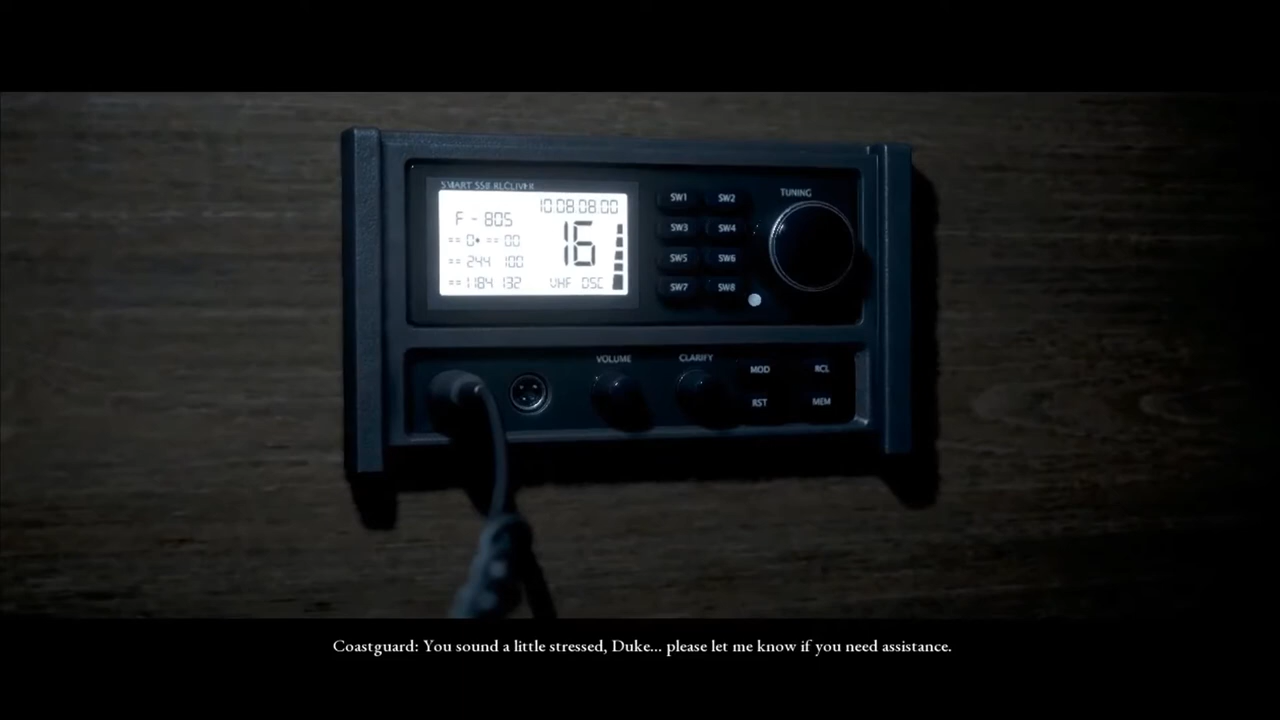 SMART SSB RECEIVER
10:08:08:00
F - 805
16
== 0• == 00
== 244 100
== 1184 132
VHF DSC
SW1 SW2
SW3 SW4
SW5 SW6
SW7 SW8
TUNING
VOLUME
CLARIFY
MOD RCL
RST MEM
Coastguard: You sound a little stressed, Duke... please let me know if you need assistance.